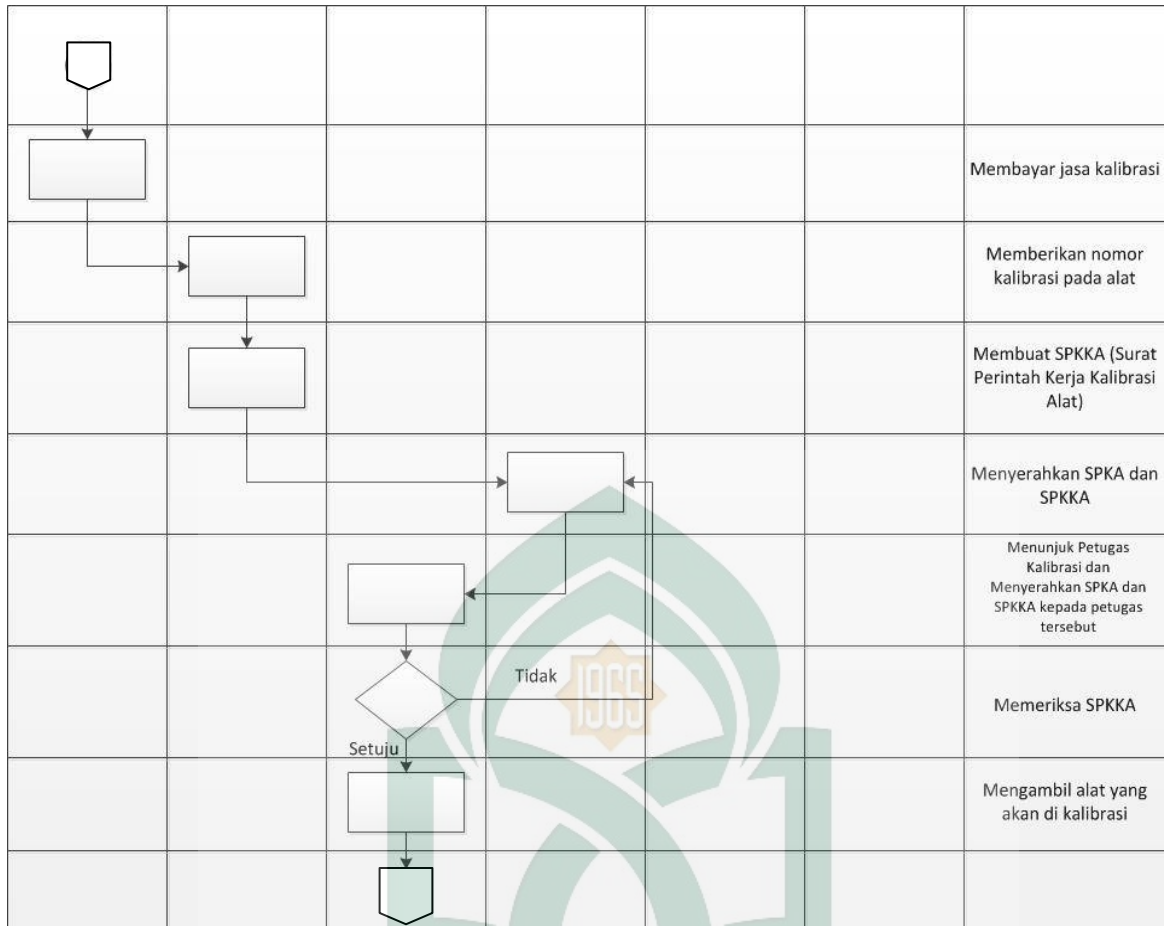 Membayar jasa kalibrasi
Memberikan nomor
kalibrasi pada alat
Membuat SPKKA (Surat
Perintah Kerja Kalibrasi
Alat)
Menyerahkan SPKA dan
SPKKA
Menunjuk Petugas
Kalibrasi dan
Menyerahkan SPKA dan
SPKKA kepada petugas
tersebut
Tidak
1965
Memeriksa SPKKA
Setuju
Mengambil alat yang
akan di kalibrasi